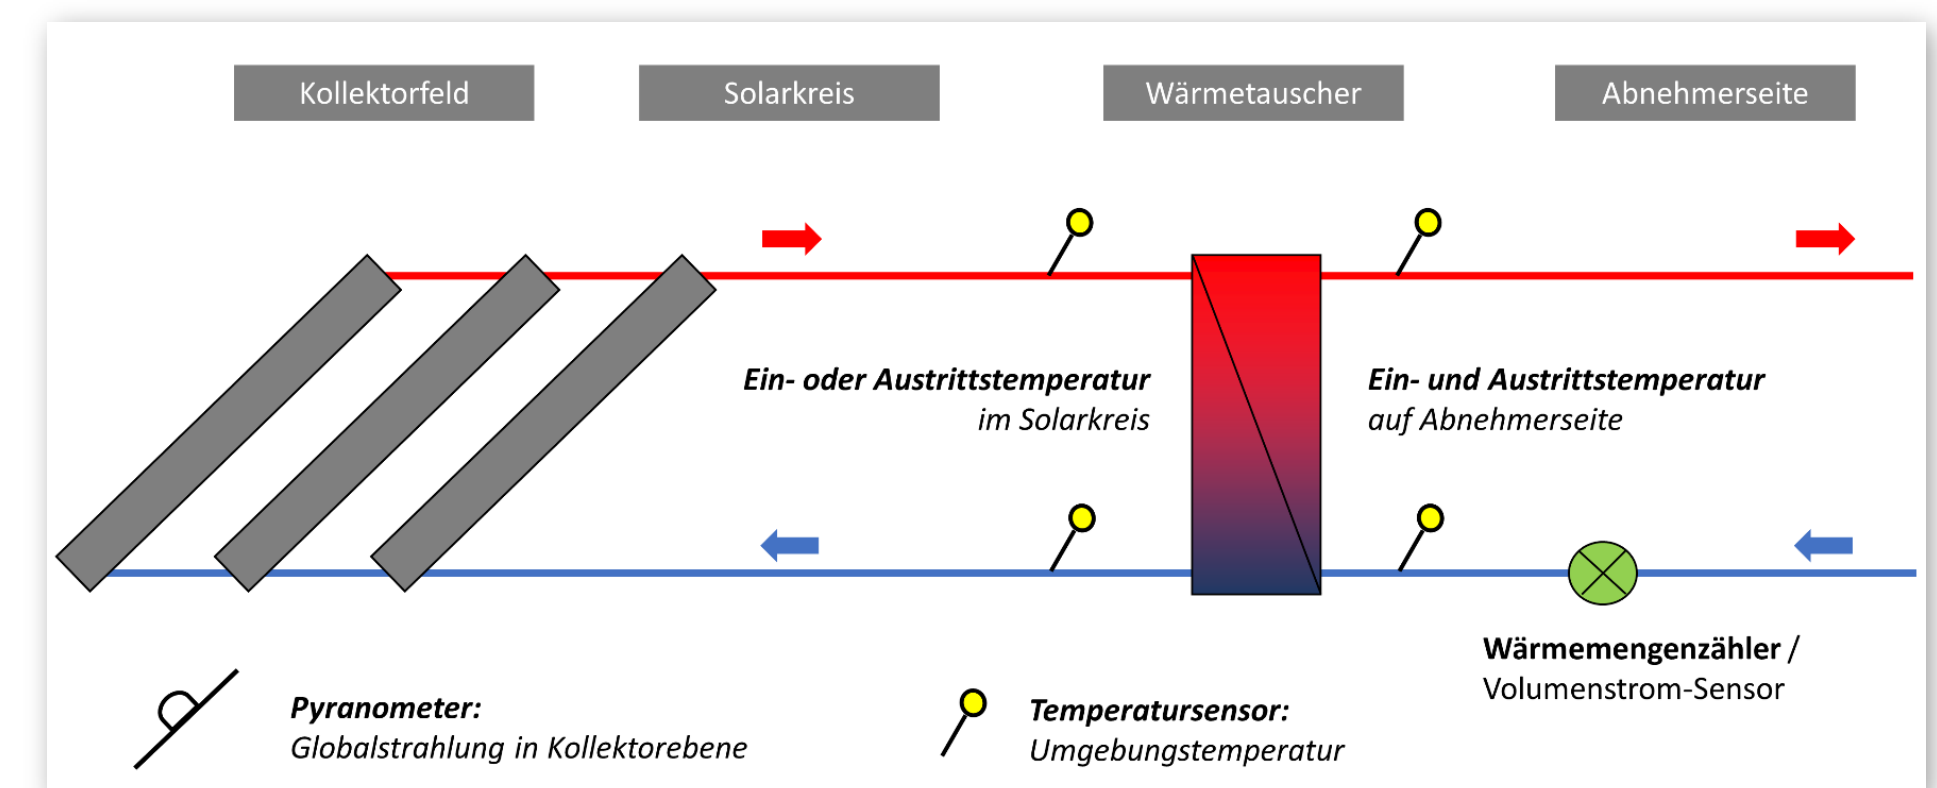 Kollektorfeld
Solarkreis
Wärmetauscher
Abnehmerseite
Ein- oder Austrittstemperatur
im Solarkreis
Ein- und Austrittstemperatur
auf Abnehmerseite
Wärmemengenzähler /
Volumenstrom-Sensor
Pyranometer:
Globalstrahlung in Kollektorebene
Temperatursensor:
Umgebungstemperatur